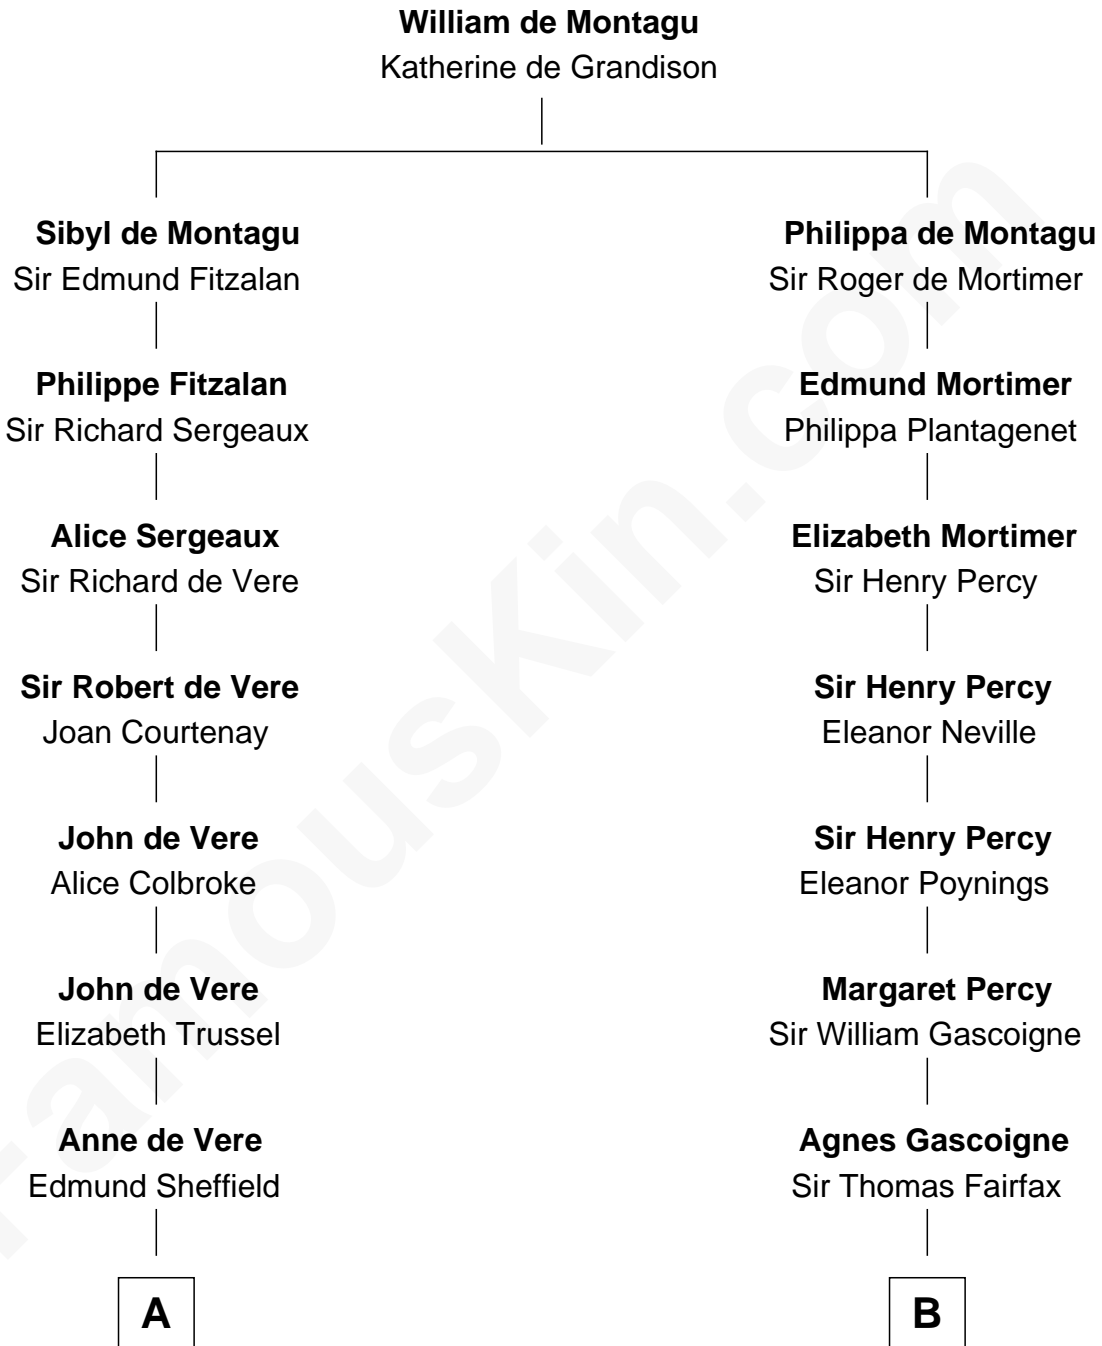 William de Montagu
Katherine de Grandison
Sibyl de Montagu
Sir Edmund Fitzalan
Philippa de Montagu
Sir Roger de Mortimer
Philippe Fitzalan
Sir Richard Sergeaux
Edmund Mortimer
Philippa Plantagenet
Alice Sergeaux
Sir Richard de Vere
Elizabeth Mortimer
Sir Henry Percy
Sir Robert de Vere
Joan Courtenay
Sir Henry Percy
Eleanor Neville
John de Vere
Alice Colbroke
Sir Henry Percy
Eleanor Poynings
John de Vere
Elizabeth Trussel
Margaret Percy
Sir William Gascoigne
Anne de Vere
Edmund Sheffield
Agnes Gascoigne
Sir Thomas Fairfax
A
B
FamousKin.com